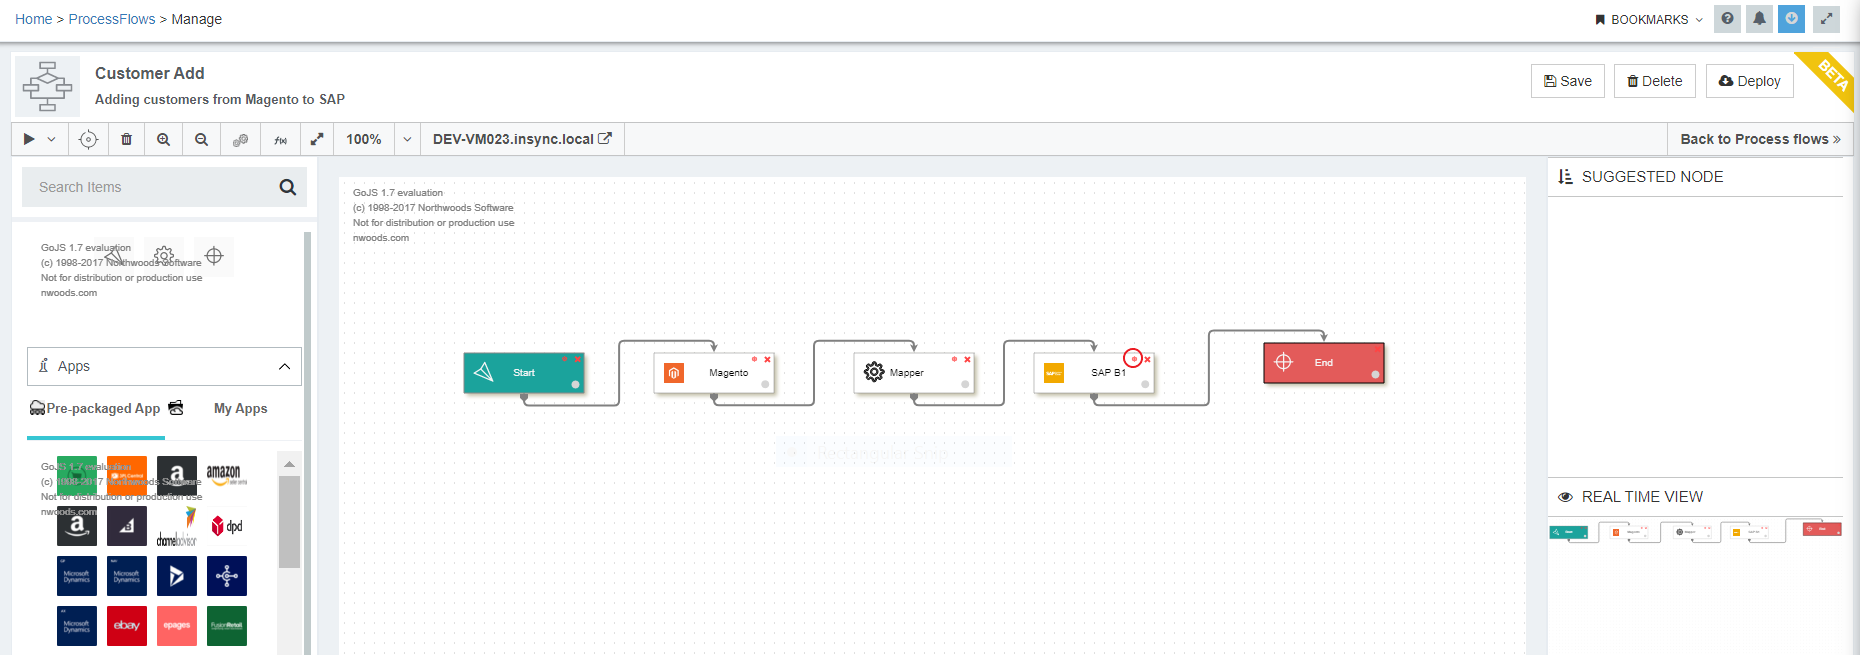 Home > ProcessFlows > Manage
BOOKMARKS
Customer Add
Adding customers from Magento to SAP
Save
Delete
Deploy
BETA
f(x)
100%
DEV-VM023.insync.local
Back to Process flows »
Search Items
GoJS 1.7 evaluation
(c) 1998-2017 Northwoods Software
Not for distribution or production use
nwoods.com
Apps
Pre-packaged App
My Apps
GoJS 1.7 evaluation
(c) 1998-2017 Northwoods Software
Not for distribution or production use
nwoods.com
amazon
channeladvisor
dpd
Microsoft Dynamics
Microsoft Dynamics
Microsoft Dynamics
ebay
epages
FusionRetail
GoJS 1.7 evaluation
(c) 1998-2017 Northwoods Software
Not for distribution or production use
nwoods.com
Start
Magento
Mapper
SAP B1
End
SUGGESTED NODE
REAL TIME VIEW